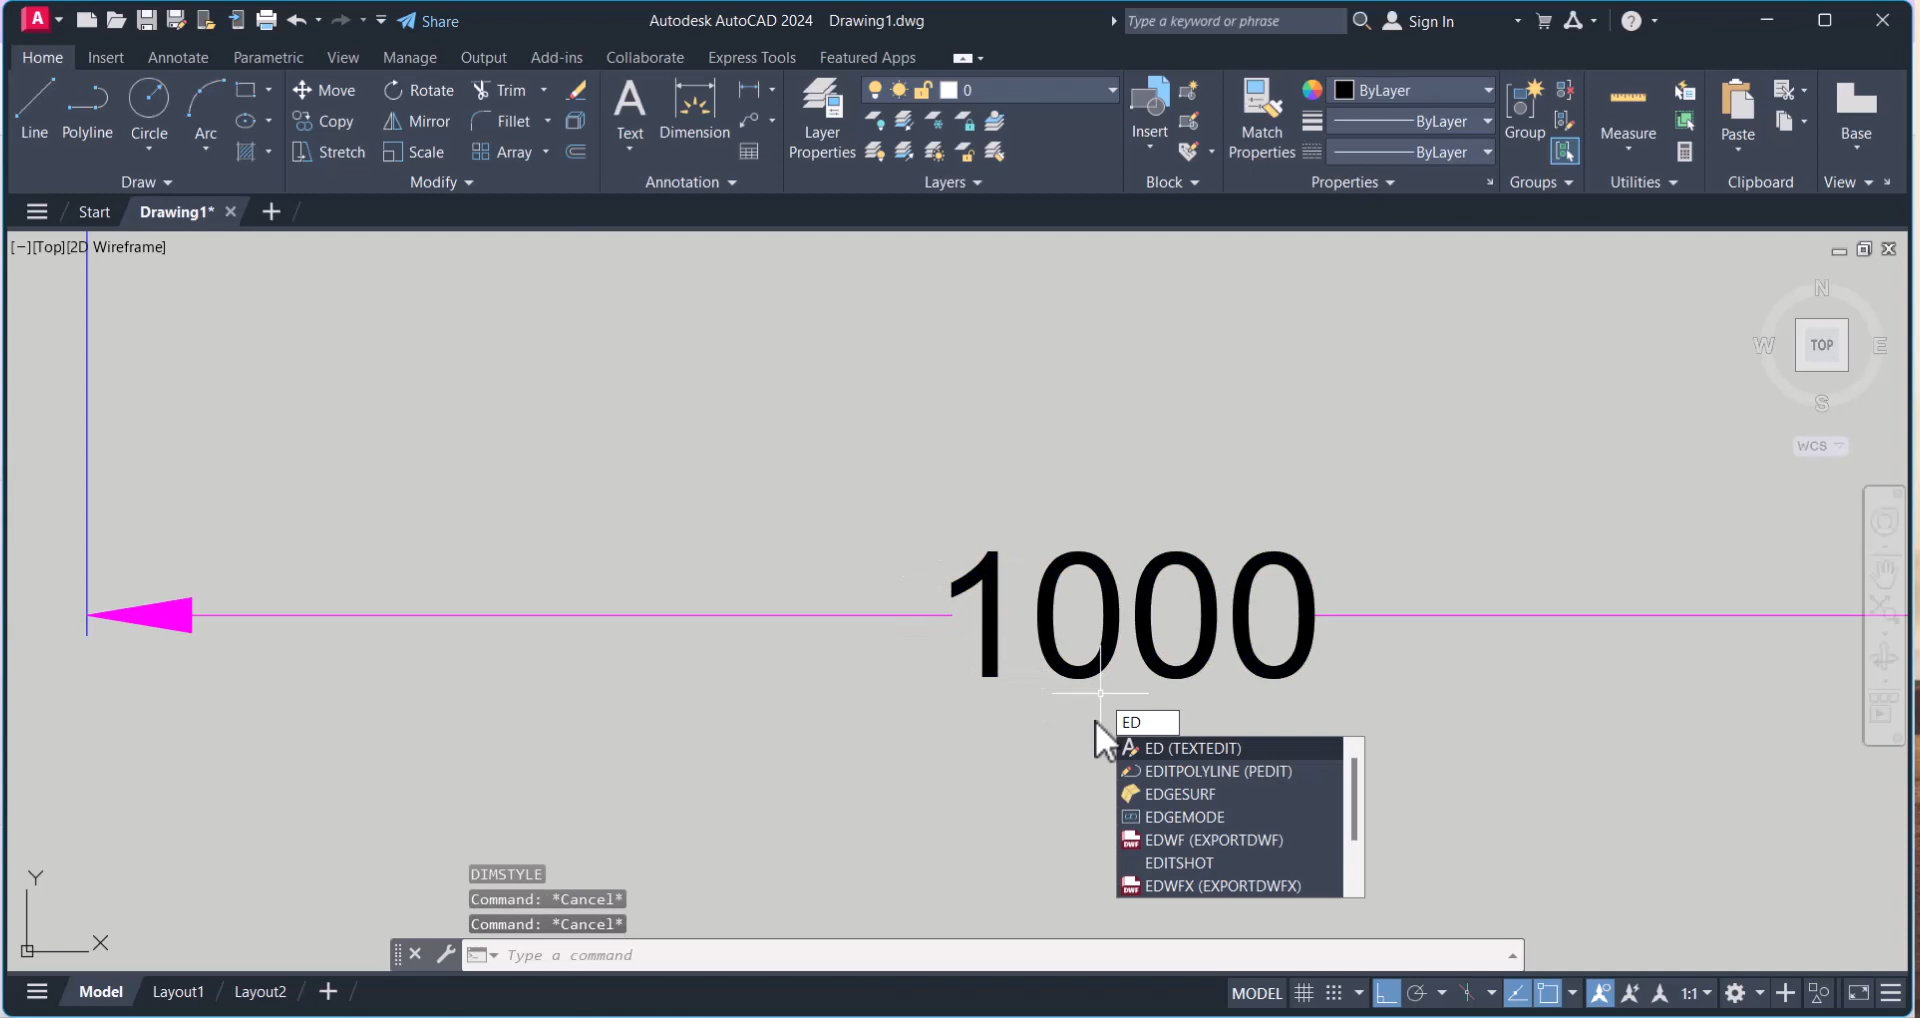 A Share Autodesk AutoCAD 2024 Drawing1.dwg Type a keyword or phrase Sign In ?
Home Insert Annotate Parametric View Manage Output Add-ins Collaborate Express Tools Featured Apps
Line Polyline Circle Arc
Move Rotate Trim
Copy Mirror Fillet
Stretch Scale Array
Text Dimension
Layer Properties
0
Insert
Match Properties
ByLayer
ByLayer
ByLayer
Group
Measure
Paste
Base
Draw Modify Annotation Layers Block Properties Groups Utilities Clipboard View
Start Drawing1*
[−][Top][2D Wireframe]
N
W TOP E
S
WCS
1000
ED
ED (TEXTEDIT)
EDITPOLYLINE (PEDIT)
EDGESURF
EDGEMODE
EDWF (EXPORTDWF)
EDITSHOT
EDWFX (EXPORTDWFX)
Y
X
DIMSTYLE
Command: *Cancel*
Command: *Cancel*
Type a command
Model Layout1 Layout2 MODEL 1:1